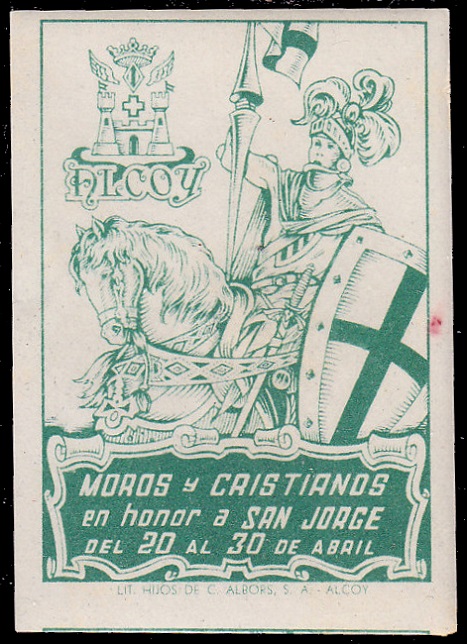 ALCOY
MOROS y CRISTIANOS
en honor a SAN JORGE
DEL 20 AL 30 DE ABRIL
LIT. HIJOS DE C. ALBORS, S. A. - ALCOY